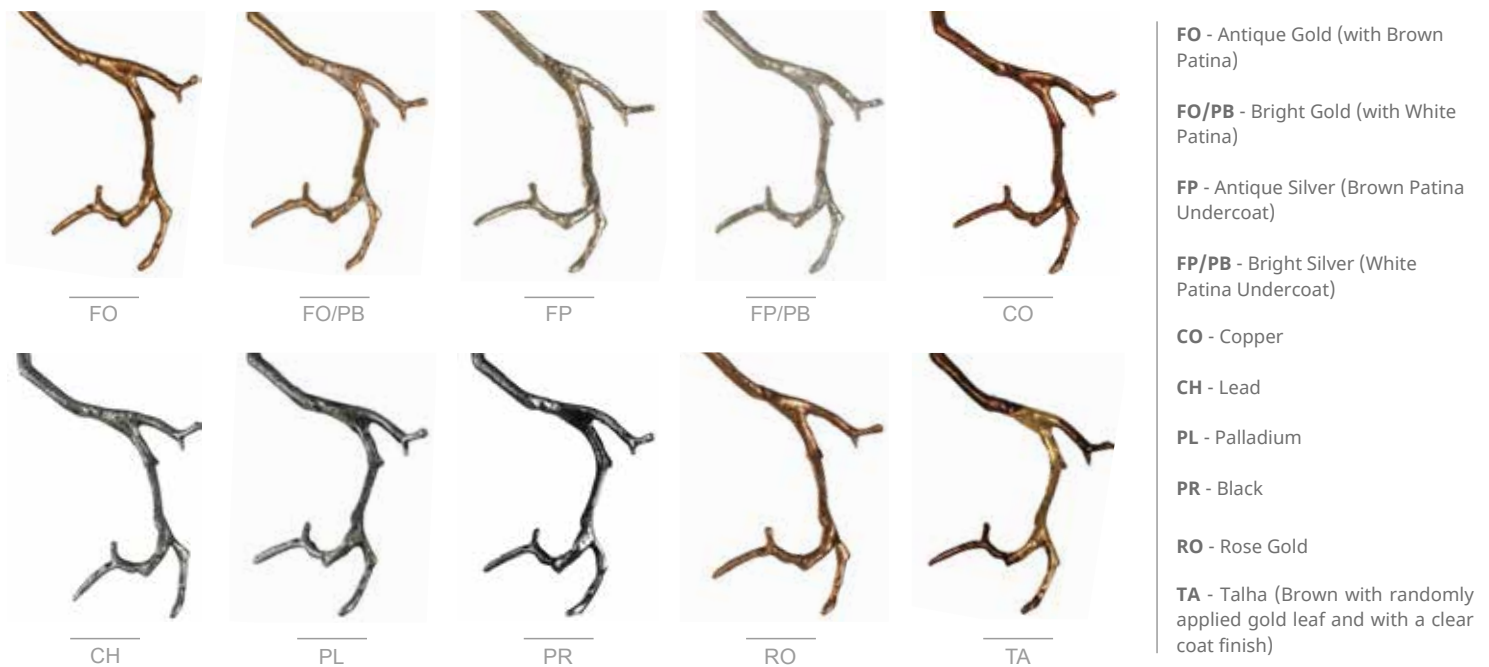 FO
FO/PB
FP
FP/PB
CO
CH
PL
PR
RO
TA
FO - Antique Gold (with Brown
Patina)
FO/PB - Bright Gold (with White
Patina)
FP - Antique Silver (Brown Patina
Undercoat)
FP/PB - Bright Silver (White
Patina Undercoat)
CO - Copper
CH - Lead
PL - Palladium
PR - Black
RO - Rose Gold
TA - Talha (Brown with randomly
applied gold leaf and with a clear
coat finish)